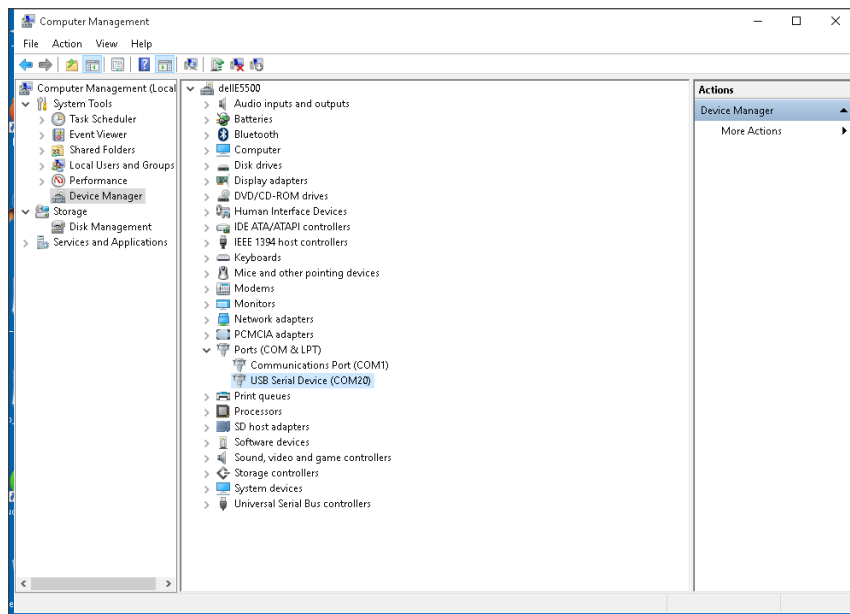 Computer Management
File Action View Help
Computer Management (Local
System Tools
Task Scheduler
Event Viewer
Shared Folders
Local Users and Groups
Performance
Device Manager
Storage
Disk Management
Services and Applications
dellE5500
Audio inputs and outputs
Batteries
Bluetooth
Computer
Disk drives
Display adapters
DVD/CD-ROM drives
Human Interface Devices
IDE ATA/ATAPI controllers
IEEE 1394 host controllers
Keyboards
Mice and other pointing devices
Modems
Monitors
Network adapters
PCMCIA adapters
Ports (COM & LPT)
Communications Port (COM1)
USB Serial Device (COM20)
Print queues
Processors
SD host adapters
Software devices
Sound, video and game controllers
Storage controllers
System devices
Universal Serial Bus controllers
Actions
Device Manager
More Actions